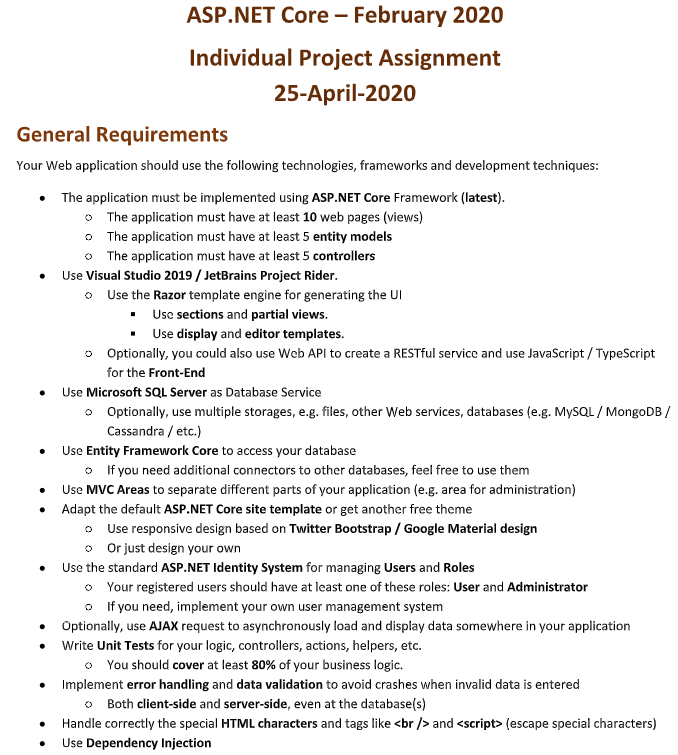 ASP.NET Core – February 2020
Individual Project Assignment
25-April-2020
General Requirements
Your Web application should use the following technologies, frameworks and development techniques:
• The application must be implemented using ASP.NET Core Framework (latest).
o The application must have at least 10 web pages (views)
o The application must have at least 5 entity models
o The application must have at least 5 controllers
• Use Visual Studio 2019 / JetBrains Project Rider.
o Use the Razor template engine for generating the UI
▪ Use sections and partial views.
▪ Use display and editor templates.
o Optionally, you could also use Web API to create a RESTful service and use JavaScript / TypeScript
for the Front-End
• Use Microsoft SQL Server as Database Service
o Optionally, use multiple storages, e.g. files, other Web services, databases (e.g. MySQL / MongoDB /
Cassandra / etc.)
• Use Entity Framework Core to access your database
o If you need additional connectors to other databases, feel free to use them
• Use MVC Areas to separate different parts of your application (e.g. area for administration)
• Adapt the default ASP.NET Core site template or get another free theme
o Use responsive design based on Twitter Bootstrap / Google Material design
o Or just design your own
• Use the standard ASP.NET Identity System for managing Users and Roles
o Your registered users should have at least one of these roles: User and Administrator
o If you need, implement your own user management system
• Optionally, use AJAX request to asynchronously load and display data somewhere in your application
• Write Unit Tests for your logic, controllers, actions, helpers, etc.
o You should cover at least 80% of your business logic.
• Implement error handling and data validation to avoid crashes when invalid data is entered
o Both client-side and server-side, even at the database(s)
• Handle correctly the special HTML characters and tags like <br /> and <script> (escape special characters)
• Use Dependency Injection